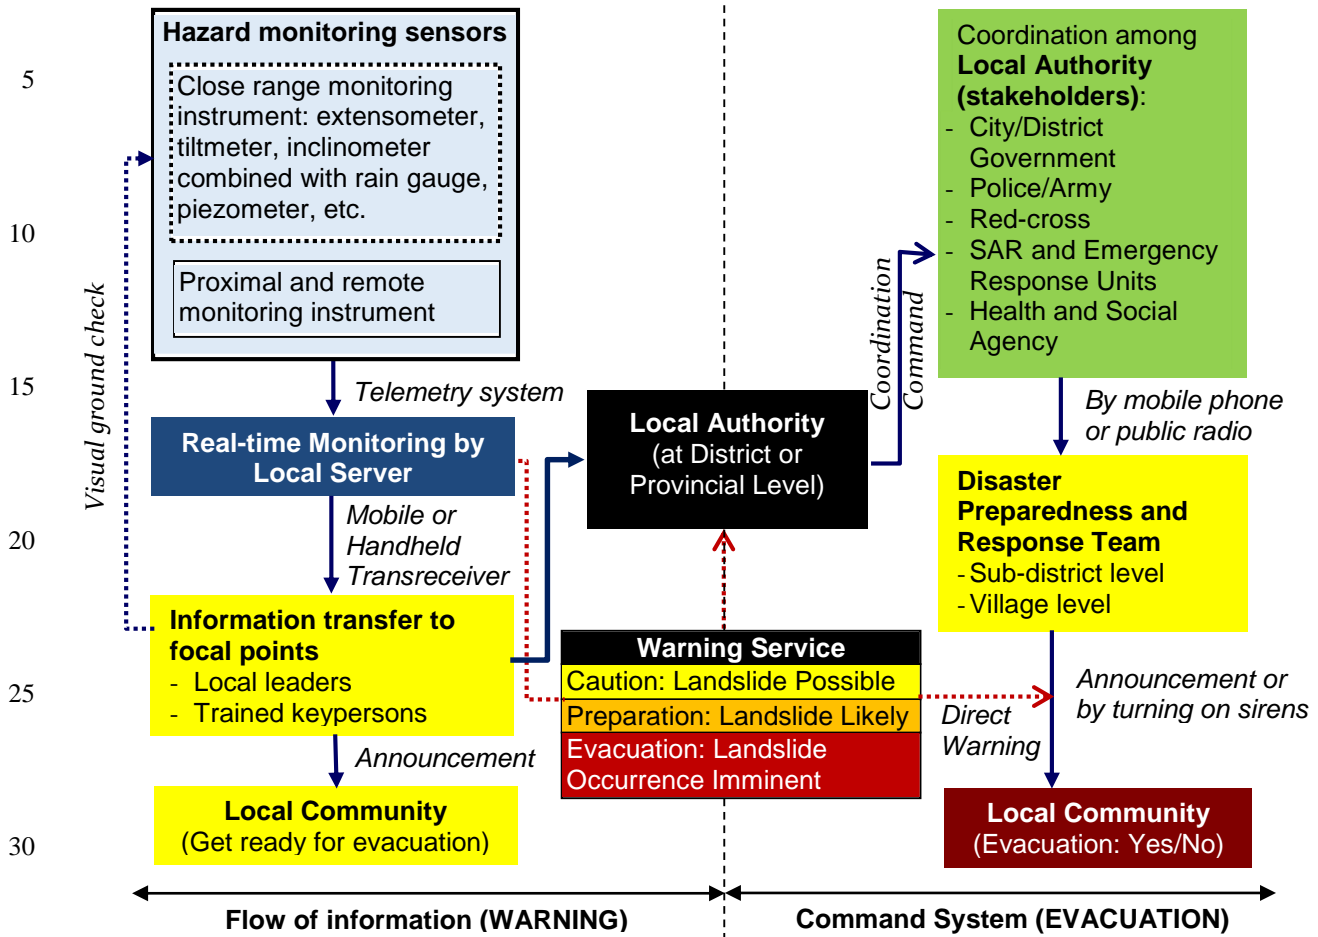 Hazard monitoring sensors
Close range monitoring
instrument: extensometer,
tiltmeter, inclinometer
combined with rain gauge,
piezometer, etc.
Proximal and remote
monitoring instrument
Visual ground check
Telemetry system
Real-time Monitoring by
Local Server
Mobile or
Handheld
Transreceiver
Information transfer to
focal points
- Local leaders
- Trained keypersons
Announcement
Local Community
(Get ready for evacuation)
Local Authority
(at District or
Provincial Level)
Warning Service
Caution: Landslide Possible
Preparation: Landslide Likely
Evacuation: Landslide
Occurrence Imminent
Coordination
Command
Coordination among
Local Authority
(stakeholders):
- City/District
Government
- Police/Army
- Red-cross
- SAR and Emergency
Response Units
- Health and Social
Agency
By mobile phone
or public radio
Disaster
Preparedness and
Response Team
- Sub-district level
- Village level
Direct
Warning
Announcement or
by turning on sirens
Local Community
(Evacuation: Yes/No)
Flow of information (WARNING)
Command System (EVACUATION)
5
10
15
20
25
30